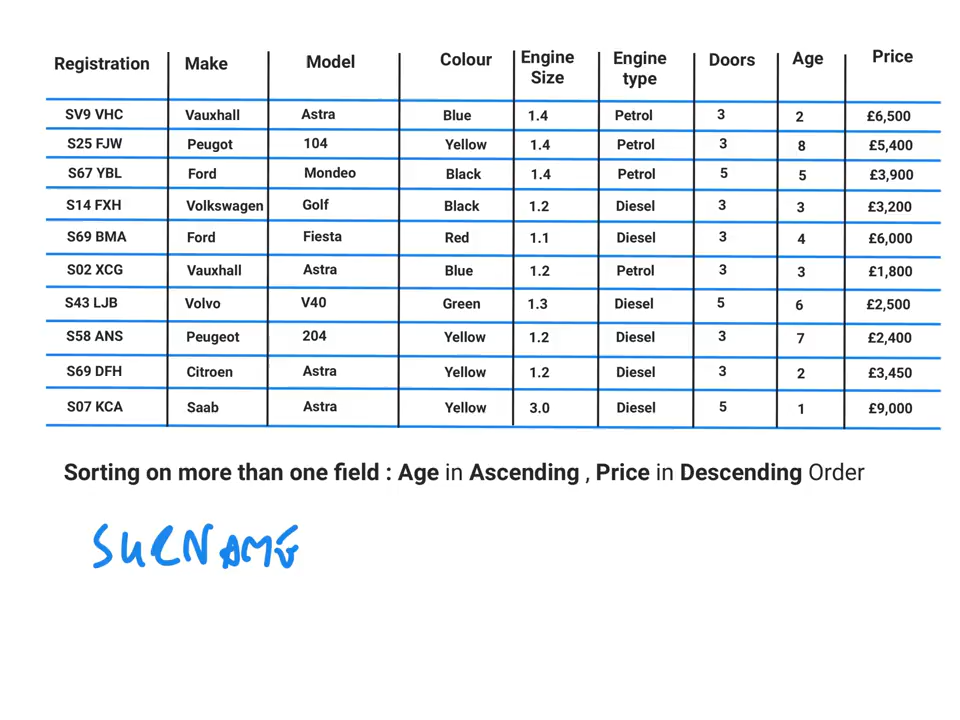 Registration Make Model Colour Engine Size Engine type Doors Age Price
SV9 VHC Vauxhall Astra Blue 1.4 Petrol 3 2 £6,500
S25 FJW Peugot 104 Yellow 1.4 Petrol 3 8 £5,400
S67 YBL Ford Mondeo Black 1.4 Petrol 5 5 £3,900
S14 FXH Volkswagen Golf Black 1.2 Diesel 3 3 £3,200
S69 BMA Ford Fiesta Red 1.1 Diesel 3 4 £6,000
S02 XCG Vauxhall Astra Blue 1.2 Petrol 3 3 £1,800
S43 LJB Volvo V40 Green 1.3 Diesel 5 6 £2,500
S58 ANS Peugeot 204 Yellow 1.2 Diesel 3 7 £2,400
S69 DFH Citroen Astra Yellow 1.2 Diesel 3 2 £3,450
S07 KCA Saab Astra Yellow 3.0 Diesel 5 1 £9,000
Sorting on more than one field : Age in Ascending , Price in Descending Order
SURNAME